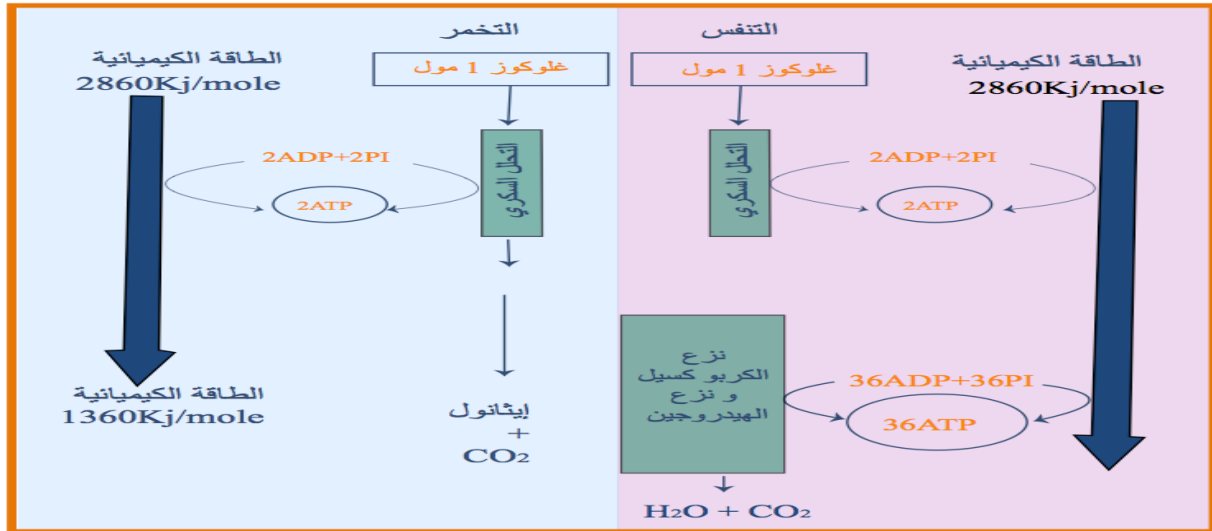 التنفس
الطاقة الكيميائية
2860Kj/mole
غلوكوز 1 مول
التحلل السكري
2ADP+2PI
2ATP
نزع
الكربوكسيل
و نزع
الهيدروجين
36ADP+36PI
36ATP
H₂O + CO₂
التخمر
غلوكوز 1 مول
الطاقة الكيميائية
2860Kj/mole
التحلل السكري
2ADP+2PI
2ATP
الطاقة الكيميائية
1360Kj/mole
إيثانول
+
CO₂